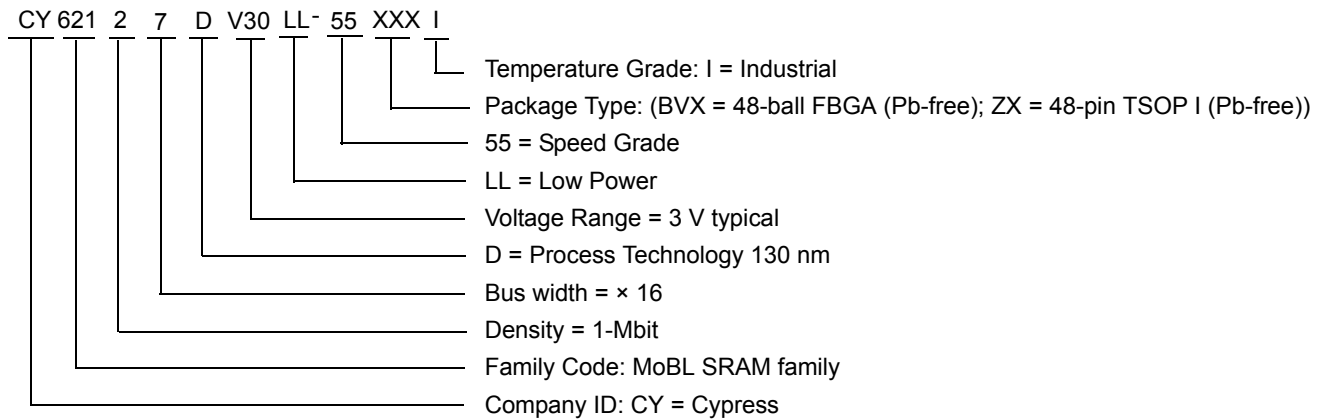 CY 621 2 7 D V30 LL - 55 XXX I
Temperature Grade: I = Industrial
Package Type: (BVX = 48-ball FBGA (Pb-free); ZX = 48-pin TSOP I (Pb-free))
55 = Speed Grade
LL = Low Power
Voltage Range = 3 V typical
D = Process Technology 130 nm
Bus width = × 16
Density = 1-Mbit
Family Code: MoBL SRAM family
Company ID: CY = Cypress